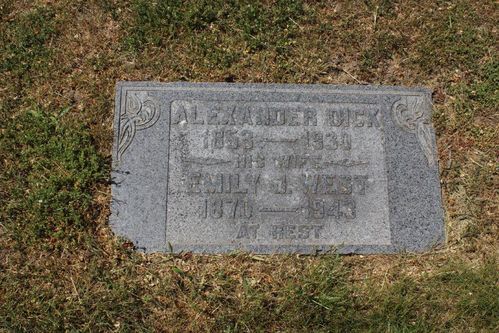 ALEXANDER DICK
1853 — 1930
— HIS WIFE —
EMILY J. WEST
1870 — 1943
AT REST